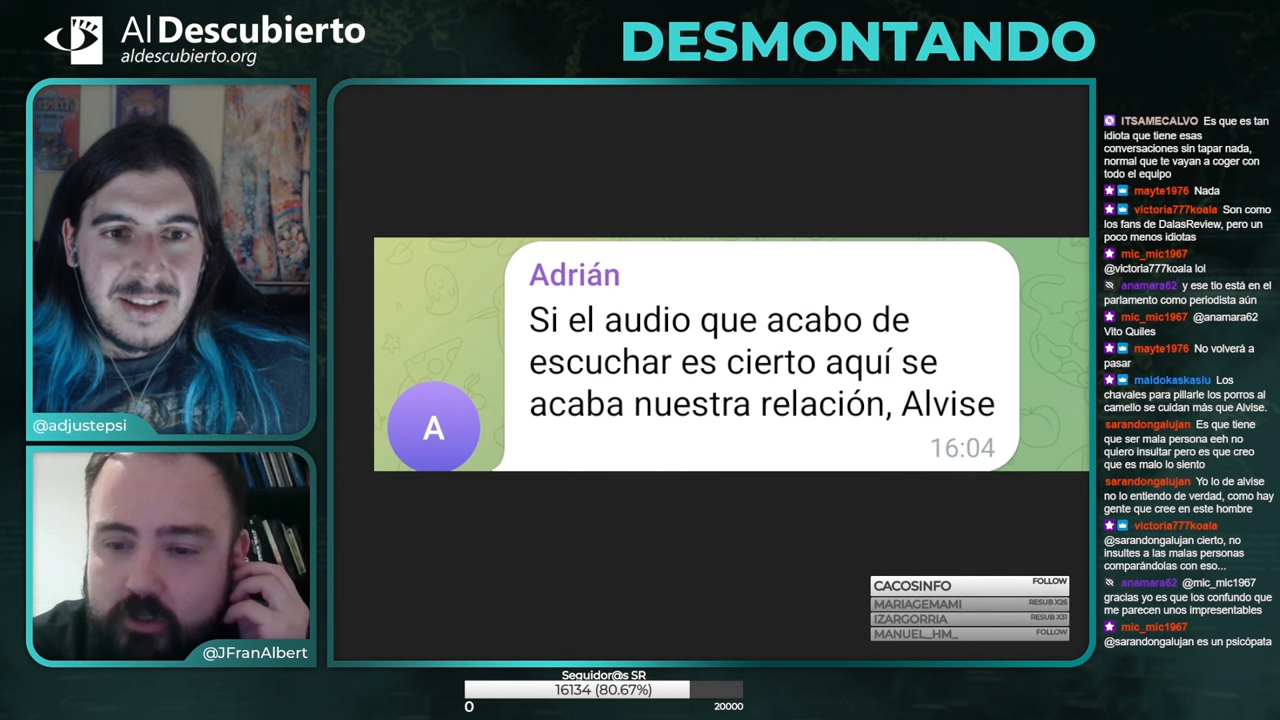 Al Descubierto
aldescubierto.org
DESMONTANDO
@adjustepsi
@JFranAlbert
Adrián
Si el audio que acabo de
escuchar es cierto aquí se
acaba nuestra relación, Alvise
16:04
A
CACOSINFO FOLLOW
MARIAGEMAMI RESUB X26
IZARGORRIA RESUB X31
MANUEL_HM_ FOLLOW
Seguidor@s SR
16134 (80.67%)
0
20000
ITSAMECALVO Es que es tan
idiota que tiene esas
conversaciones sin tapar nada,
normal que te vayan a coger con
todo el equipo
mayte1976 Nada
victoria777koala Son como
los fans de DalasReview, pero un
poco menos idiotas
mic_mic1967
@victoria777koala lol
anamara62 y ese tio está en el
parlamento como periodista aún
mic_mic1967 @anamara62
Vito Quiles
mayte1976 No volverá a
pasar
maidokaskasiu Los
chavales para pillarle los porros al
camello se cuidan más que Alvise.
sarandongalujan Es que tiene
que ser mala persona eeh no
quiero insultar pero es que creo
que es malo lo siento
sarandongalujan Yo lo de alvise
no lo entiendo de verdad, como hay
gente que cree en este hombre
victoria777koala
@sarandongalujan cierto, no
insultes a las malas personas
comparándolas con eso...
anamara62 @mic_mic1967
gracias yo es que los confundo que
me parecen unos impresentables
mic_mic1967
@sarandongalujan es un psicópata